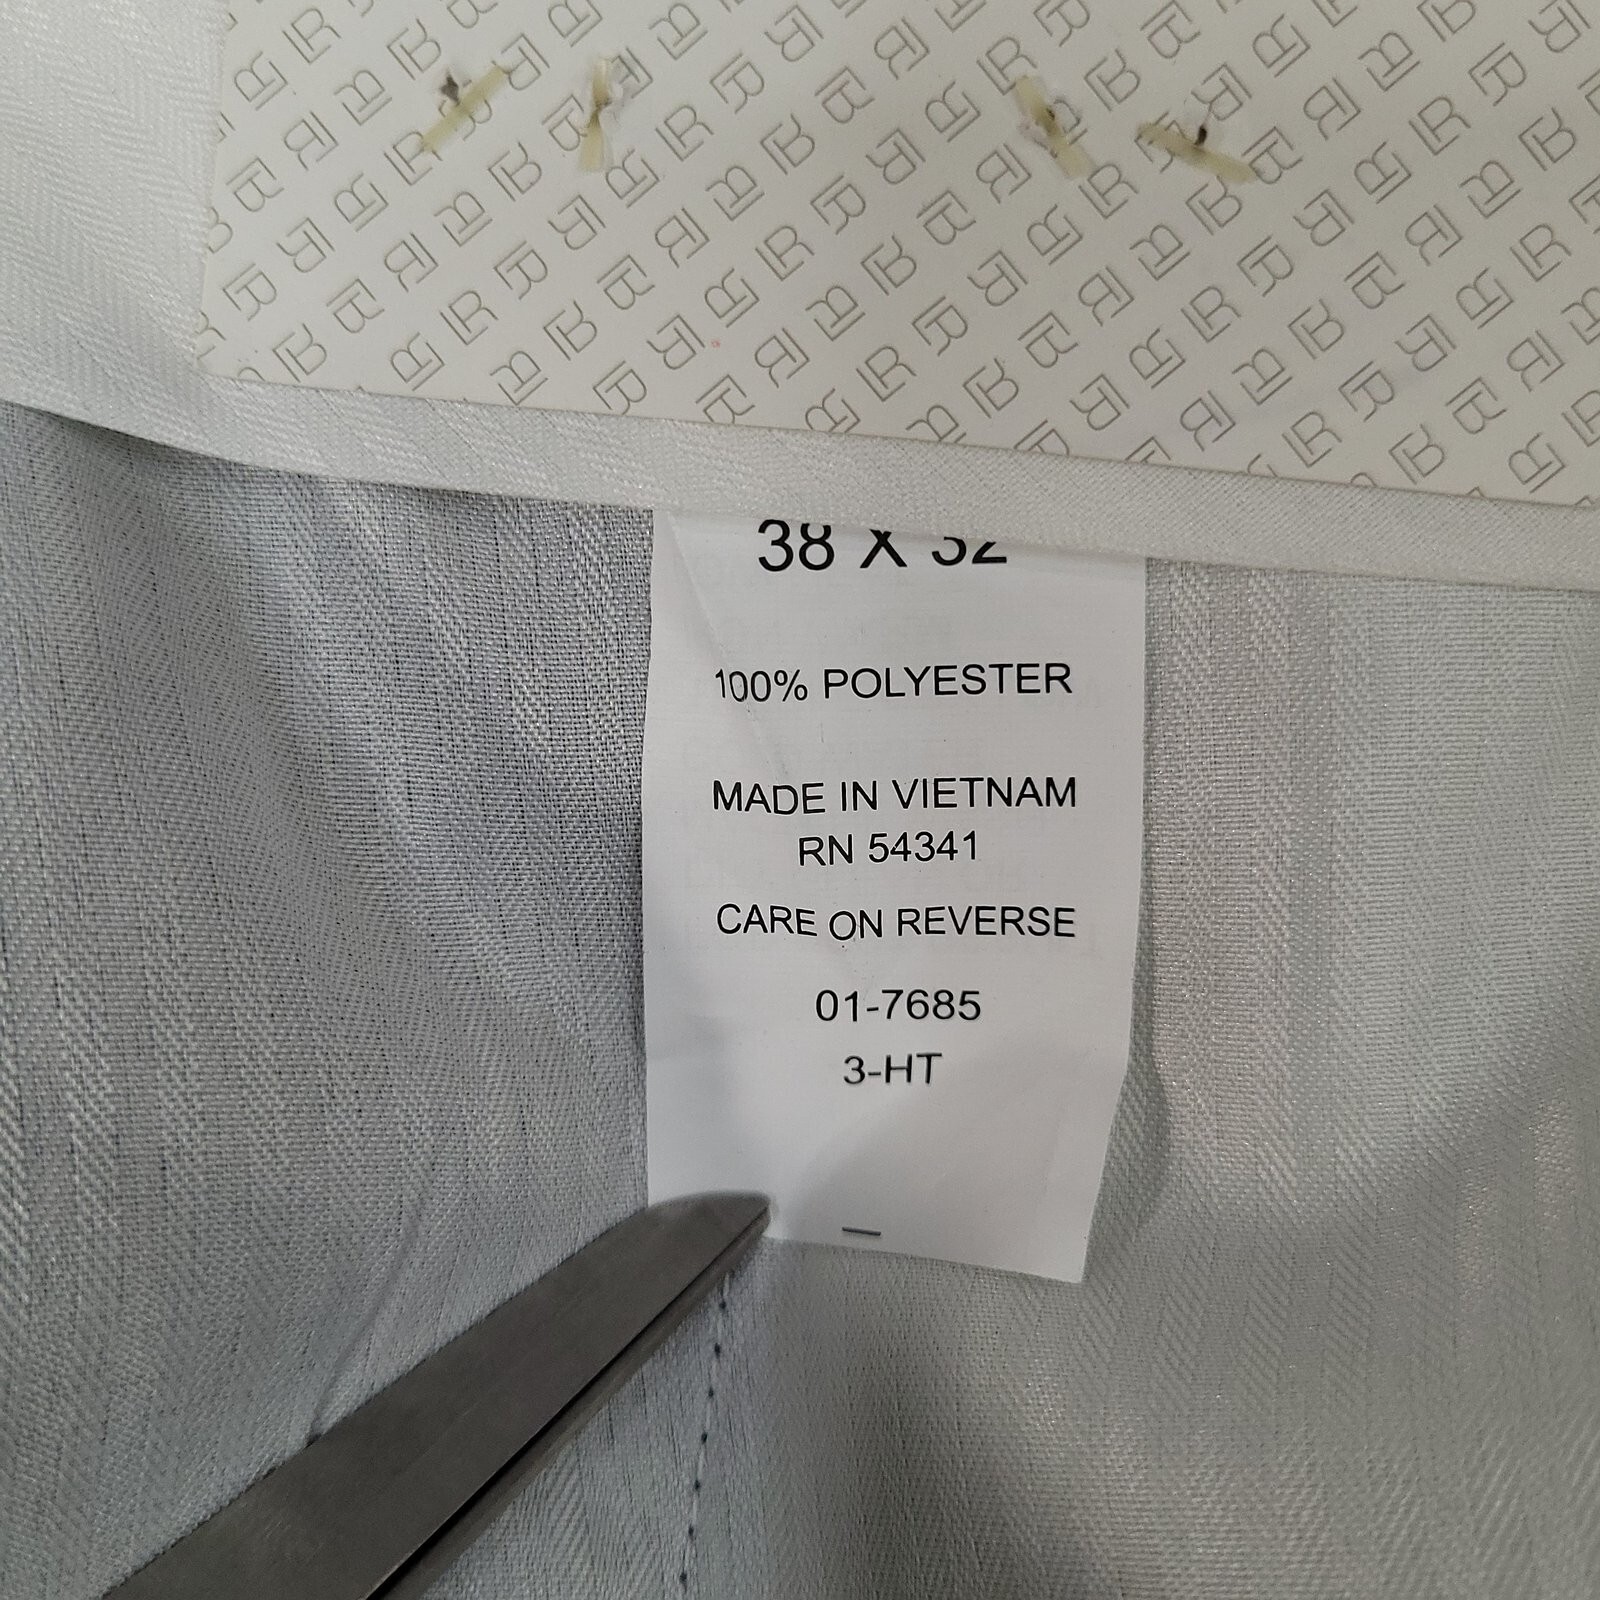 38 X 32
100% POLYESTER
MADE IN VIETNAM
RN 54341
CARE ON REVERSE
01-7685
3-HT